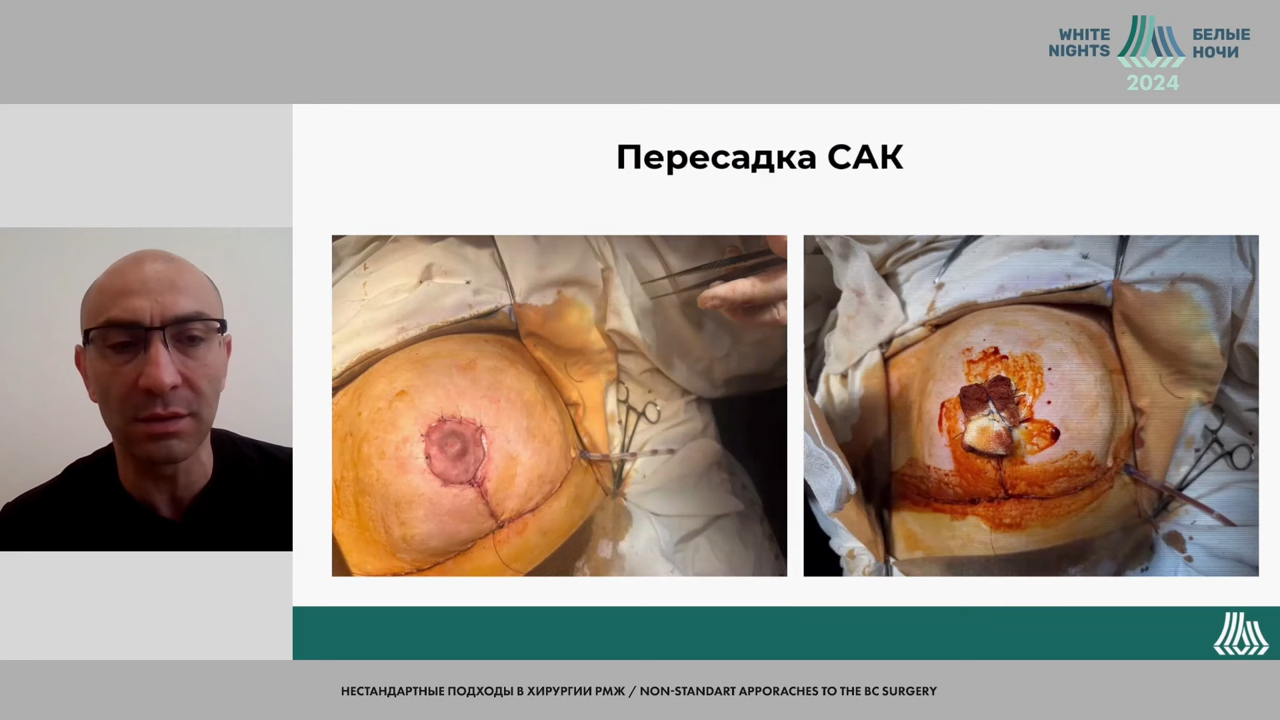 WHITE
NIGHTS
БЕЛЫЕ
НОЧИ
2024
Пересадка САК
НЕСТАНДАРТНЫЕ ПОДХОДЫ В ХИРУРГИИ РМЖ / NON-STANDART APPORACHES TO THE BC SURGERY